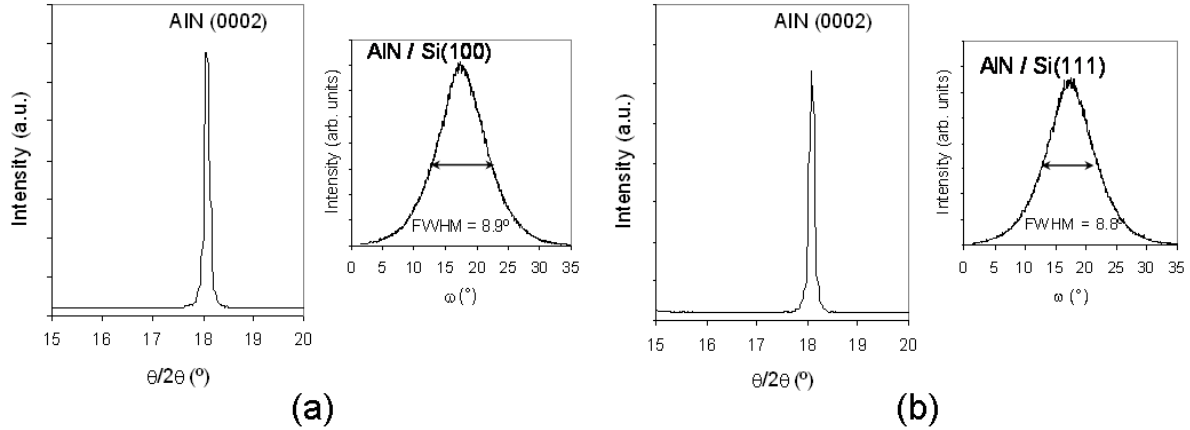 AlN (0002)
Intensity (a.u.)
15 16 17 18 19 20
θ/2θ (º)
AlN / Si(100)
Intensity (arb. units)
FWHM = 8.9º
0 5 10 15 20 25 30 35
ω (°)
(a)
AlN (0002)
Intensity (a.u.)
15 16 17 18 19 20
θ/2θ (º)
AlN / Si(111)
Intensity (arb. units)
FWHM = 8.8º
0 5 10 15 20 25 30 35
ω (°)
(b)